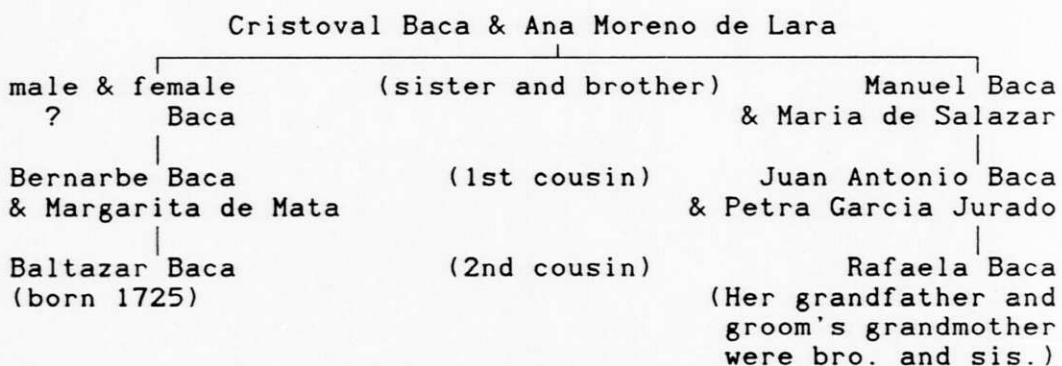 Cristoval Baca & Ana Moreno de Lara
male & female (sister and brother) Manuel Baca
? Baca & Maria de Salazar
Bernarbe Baca (1st cousin) Juan Antonio Baca
& Margarita de Mata & Petra Garcia Jurado
Baltazar Baca (2nd cousin) Rafaela Baca
(born 1725) (Her grandfather and
groom's grandmother
were bro. and sis.)